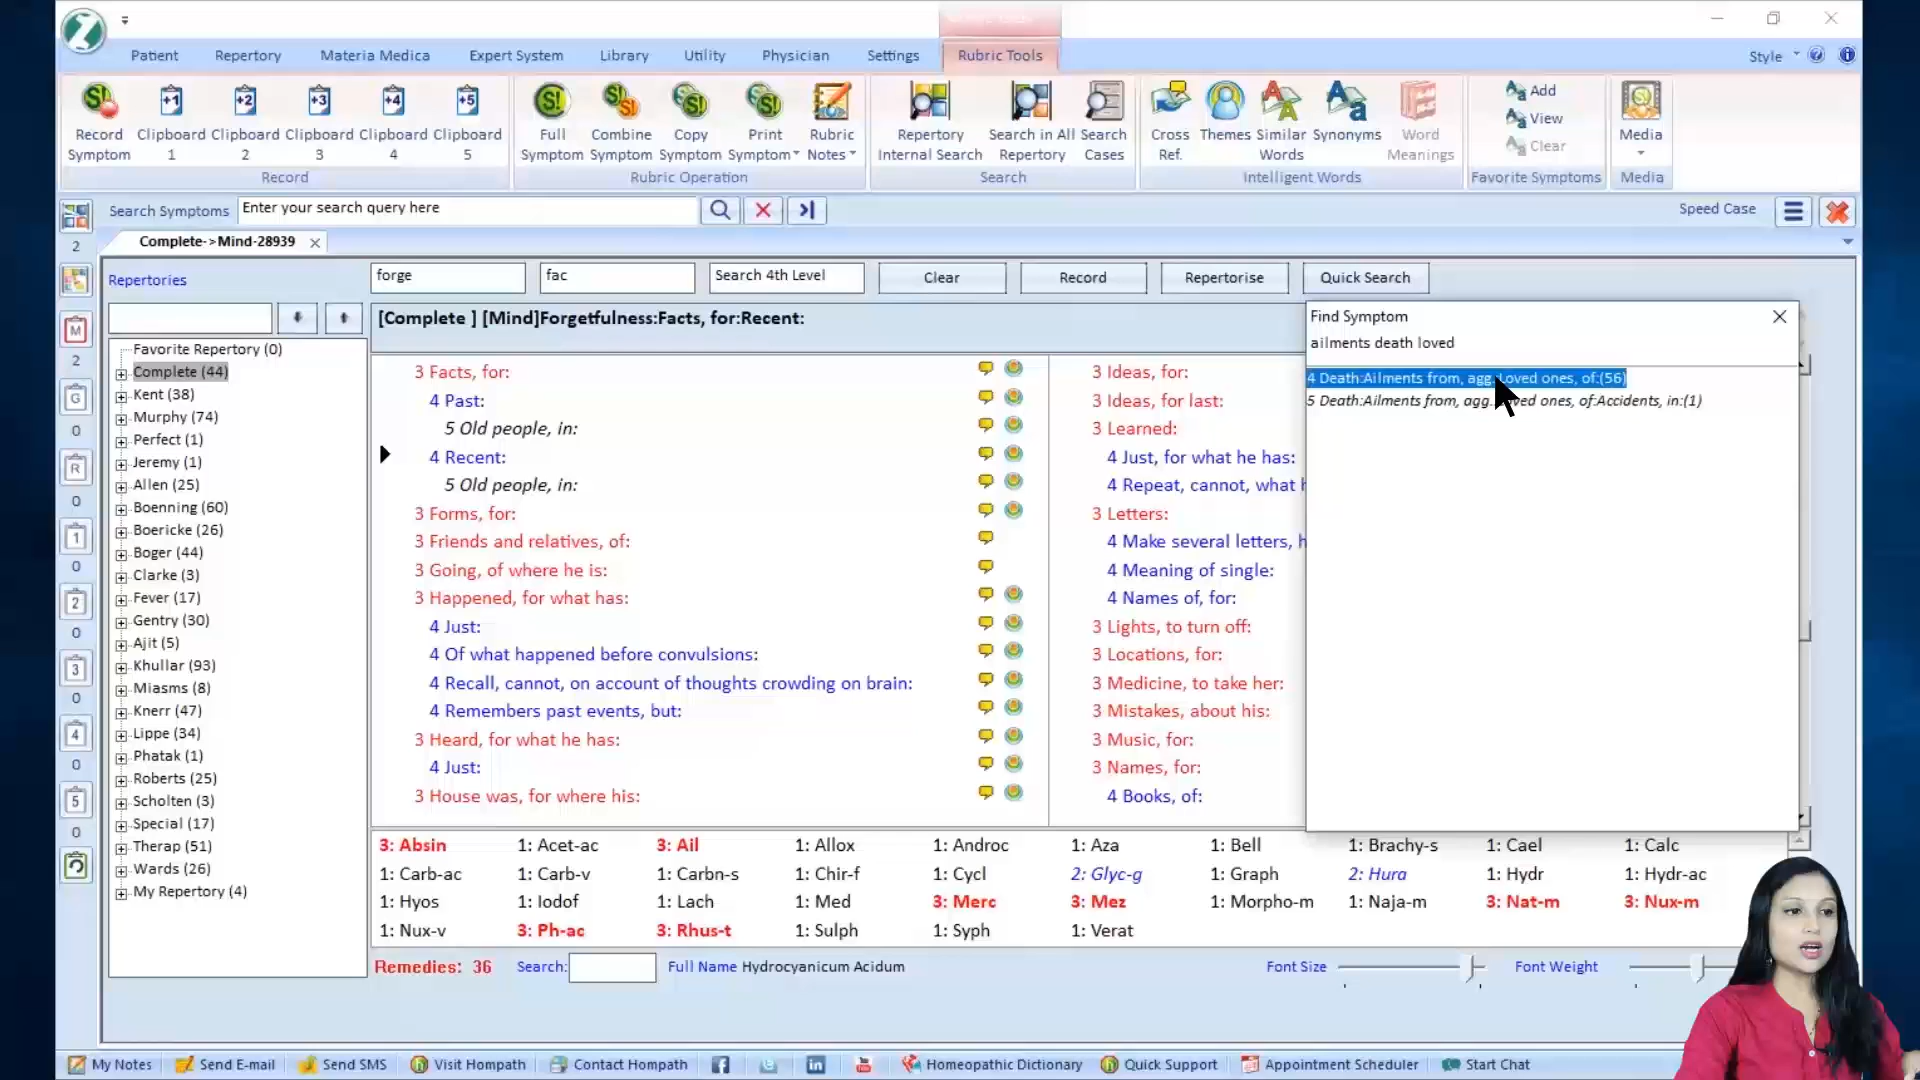 Patient Repertory Materia Medica Expert System Library Utility Physician Settings Rubric Tools Style
Record Symptom
Clipboard 1
Clipboard 2
Clipboard 3
Clipboard 4
Clipboard 5
Full Symptom
Combine Symptom
Copy Symptom
Print Symptom
Rubric Notes
Repertory Internal Search
Search in All Repertory
Search Cases
Cross Ref.
Themes
Similar Words
Synonyms
Word Meanings
Add
View
Clear
Media
Record Rubric Operation Search Intelligent Words Favorite Symptoms Media
Search Symptoms Enter your search query here Speed Case
2
Complete->Mind-28939
Repertories forge fac Search 4th Level Clear Record Repertorise Quick Search
[Complete ] [Mind]Forgetfulness:Facts, for:Recent:
Favorite Repertory (0)
Complete (44)
Kent (38)
Murphy (74)
Perfect (1)
Jeremy (1)
Allen (25)
Boenning (60)
Boericke (26)
Boger (44)
Clarke (3)
Fever (17)
Gentry (30)
Ajit (5)
Khullar (93)
Miasms (8)
Knerr (47)
Lippe (34)
Phatak (1)
Roberts (25)
Scholten (3)
Special (17)
Therap (51)
Wards (26)
My Repertory (4)
M
2
G
0
R
0
1
0
2
0
3
0
4
0
5
0
3 Facts, for:
4 Past:
5 Old people, in:
4 Recent:
5 Old people, in:
3 Forms, for:
3 Friends and relatives, of:
3 Going, of where he is:
3 Happened, for what has:
4 Just:
4 Of what happened before convulsions:
4 Recall, cannot, on account of thoughts crowding on brain:
4 Remembers past events, but:
3 Heard, for what he has:
4 Just:
3 House was, for where his:
3 Ideas, for:
3 Ideas, for last:
3 Learned:
4 Just, for what he has:
4 Repeat, cannot, what
3 Letters:
4 Make several letters,
4 Meaning of single:
4 Names of, for:
3 Lights, to turn off:
3 Locations, for:
3 Medicine, to take her:
3 Mistakes, about his:
3 Music, for:
3 Names, for:
4 Books, of:
Find Symptom
ailments death loved
4 Death:Ailments from, agg.:Loved ones, of:(56)
5 Death:Ailments from, agg. ones, of:Accidents, in:(1)
3: Absin 1: Acet-ac 3: Ail 1: Allox 1: Androc 1: Aza 1: Bell 1: Brachy-s 1: Cael 1: Calc
1: Carb-ac 1: Carb-v 1: Carbn-s 1: Chir-f 1: Cycl 2: Glyc-g 1: Graph 2: Hura 1: Hydr 1: Hydr-ac
1: Hyos 1: Iodof 1: Lach 1: Med 3: Merc 3: Mez 1: Morpho-m 1: Naja-m 3: Nat-m 3: Nux-m
1: Nux-v 3: Ph-ac 3: Rhus-t 1: Sulph 1: Syph 1: Verat
Remedies: 36 Search: Full Name Hydrocyanicum Acidum Font Size Font Weight
My Notes Send E-mail Send SMS Visit Hompath Contact Hompath Homeopathic Dictionary Quick Support Appointment Scheduler Start Chat